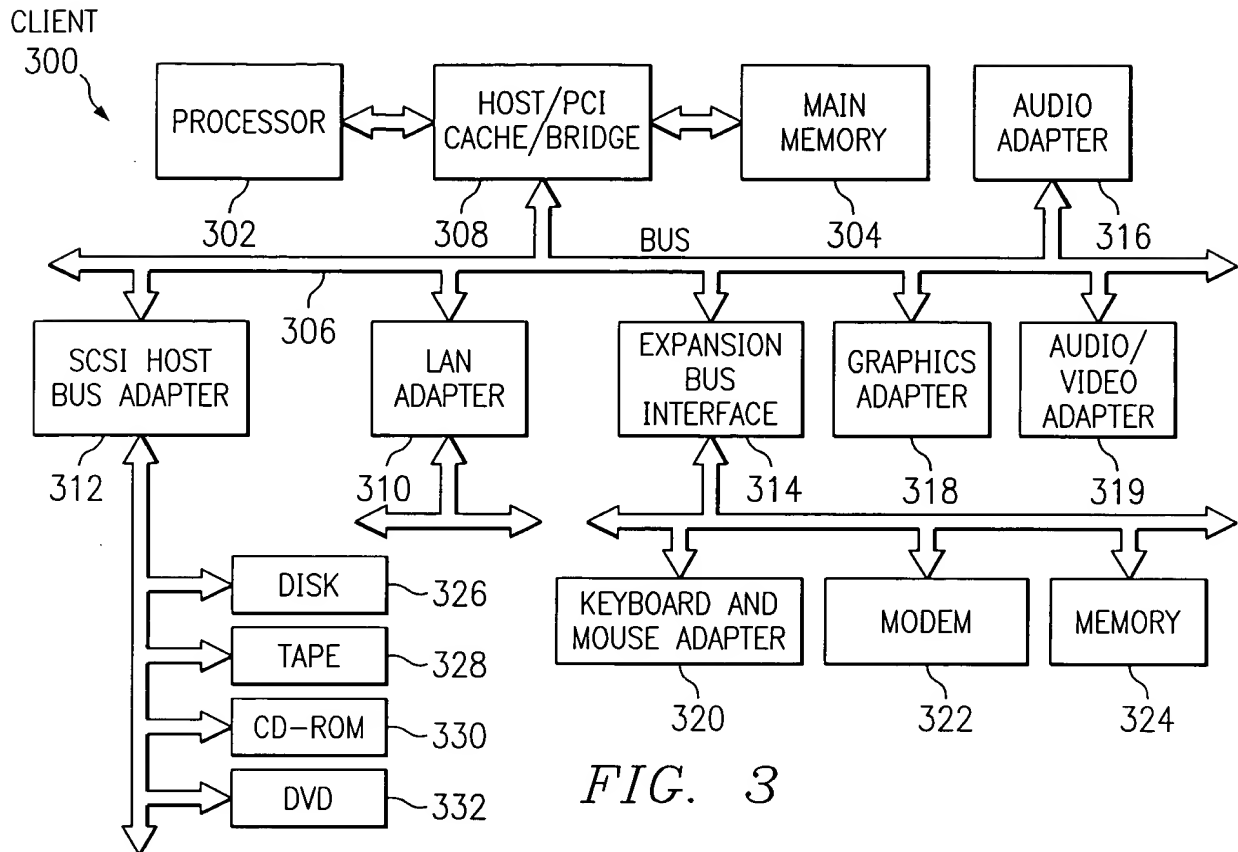 CLIENT
300
PROCESSOR
302
HOST/PCI
CACHE/BRIDGE
308
MAIN
MEMORY
304
AUDIO
ADAPTER
316
BUS
306
SCSI HOST
BUS ADAPTER
312
LAN
ADAPTER
310
EXPANSION
BUS
INTERFACE
314
GRAPHICS
ADAPTER
318
AUDIO/
VIDEO
ADAPTER
319
DISK
326
TAPE
328
CD-ROM
330
DVD
332
KEYBOARD AND
MOUSE ADAPTER
320
MODEM
322
MEMORY
324
FIG. 3